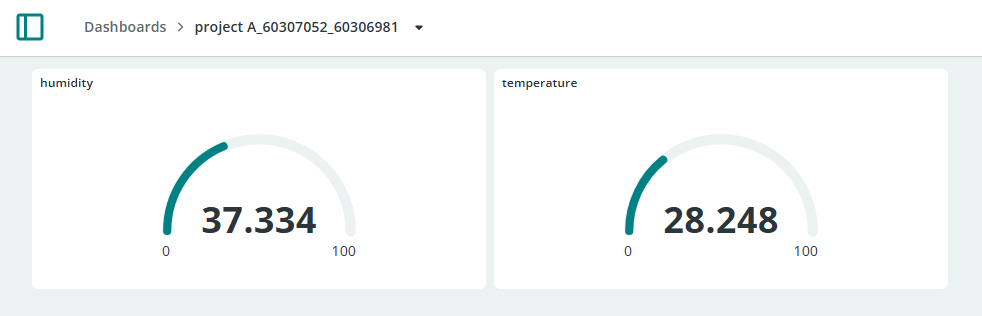 Dashboards > project A_60307052_60306981
humidity
37.334
0 100
temperature
28.248
0 100